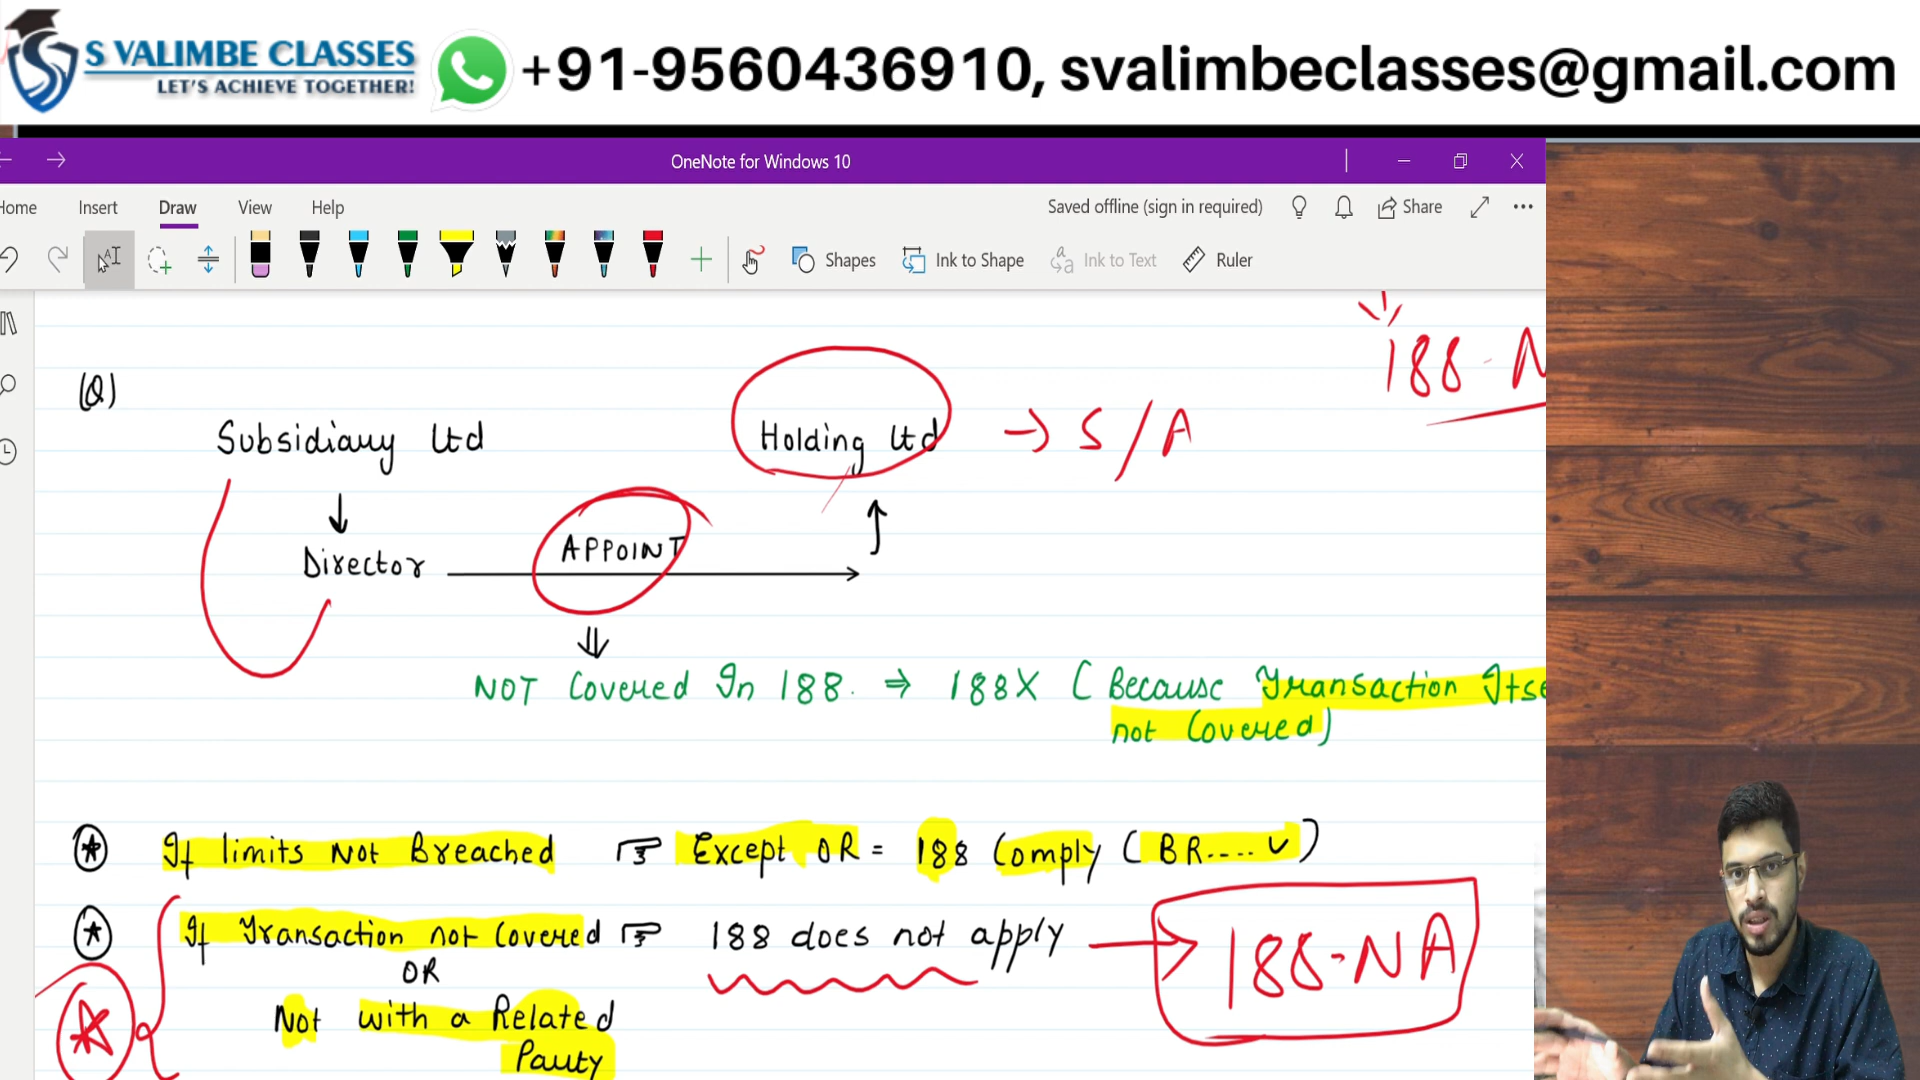 S VALIMBE CLASSES
LET'S ACHIEVE TOGETHER!
+91-9560436910, svalimbeclasses@gmail.com
OneNote for Windows 10
Home Insert Draw View Help
Saved offline (sign in required) Share
Shapes Ink to Shape Ink to Text Ruler
188-N
(Q)
Subsidiary Ltd Holding Ltd → S/A
Director APPOINT
NOT Covered In 188. ⇒ 188X (Because Transaction Itse
not Covered)
If limits Not Breached Except OR = 188 Comply (BR.... ✓)
If Transaction not Covered 188 does not apply → 188-NA
OR
Not with a Related
Party